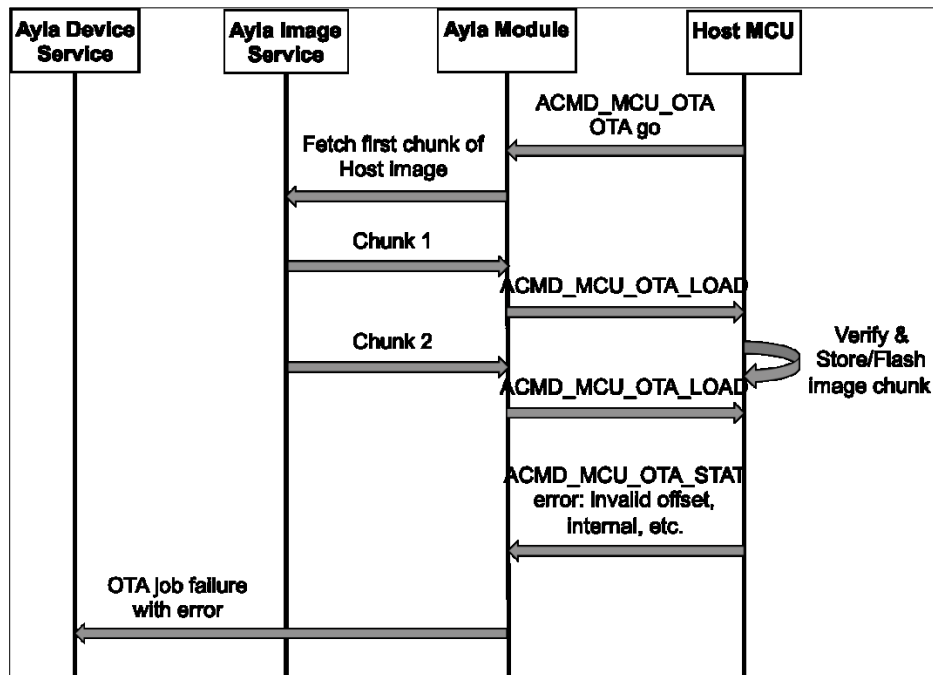 Ayla Device
Service
Ayla Image
Service
Ayla Module
Host MCU
ACMD_MCU_OTA
OTA go
Fetch first chunk of
Host image
Chunk 1
ACMD_MCU_OTA_LOAD
Chunk 2
Verify &
Store/Flash
image chunk
ACMD_MCU_OTA_LOAD
ACMD_MCU_OTA_STAT
error: Invalid offset,
internal, etc.
OTA job failure
with error